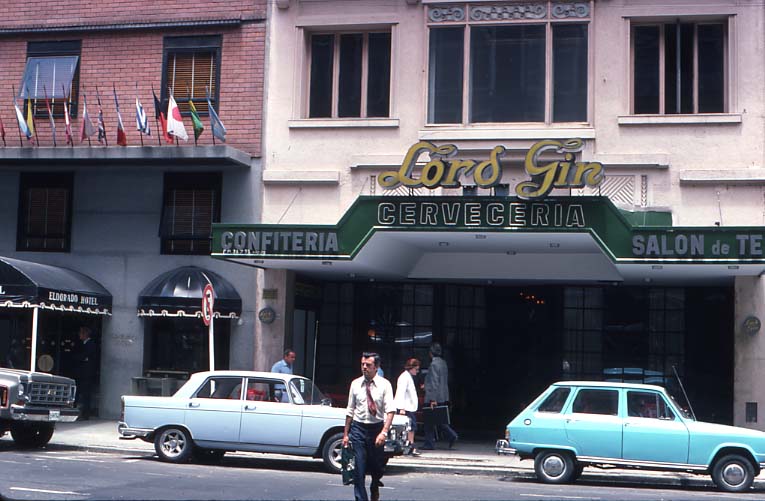 Lord Gin
CERVECERIA
CONFITERIA
SALON de TE
ELDORADO HOTEL